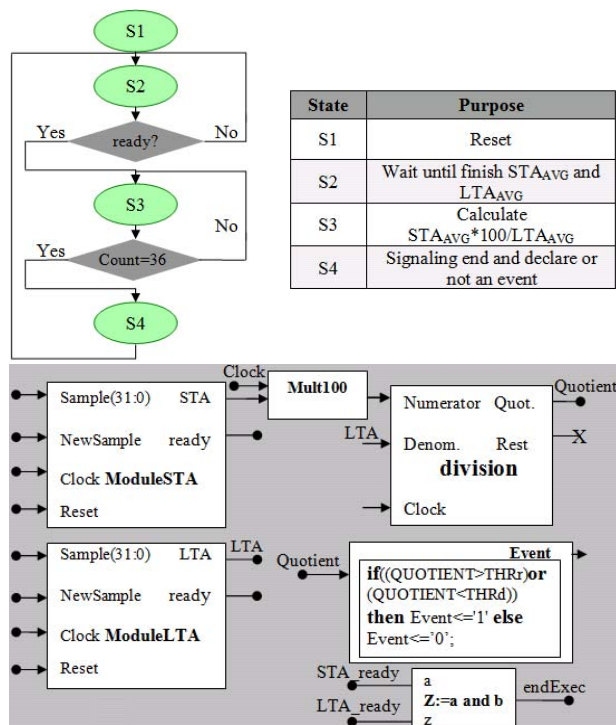 S1
S2
Yes
ready?
No
S3
No
Yes
Count=36
S4
State Purpose
S1 Reset
S2 Wait until finish STAAVG and
LTAAVG
S3 Calculate
STAAVG*100/LTAAVG
S4 Signaling end and declare or
not an event
Clock
Mult100
Sample(31:0) STA
NewSample ready
Clock ModuleSTA
Reset
Quotient
Numerator Quot.
LTA
Denom. Rest
X
division
Clock
Sample(31:0) LTA
LTA
NewSample ready
Clock ModuleLTA
Reset
Quotient
Event
if((QUOTIENT>THRr)or
(QUOTIENT<THRd))
then Event<='1' else
Event<='0';
STA_ready
a
Z:=a and b
endExec
LTA_ready
z